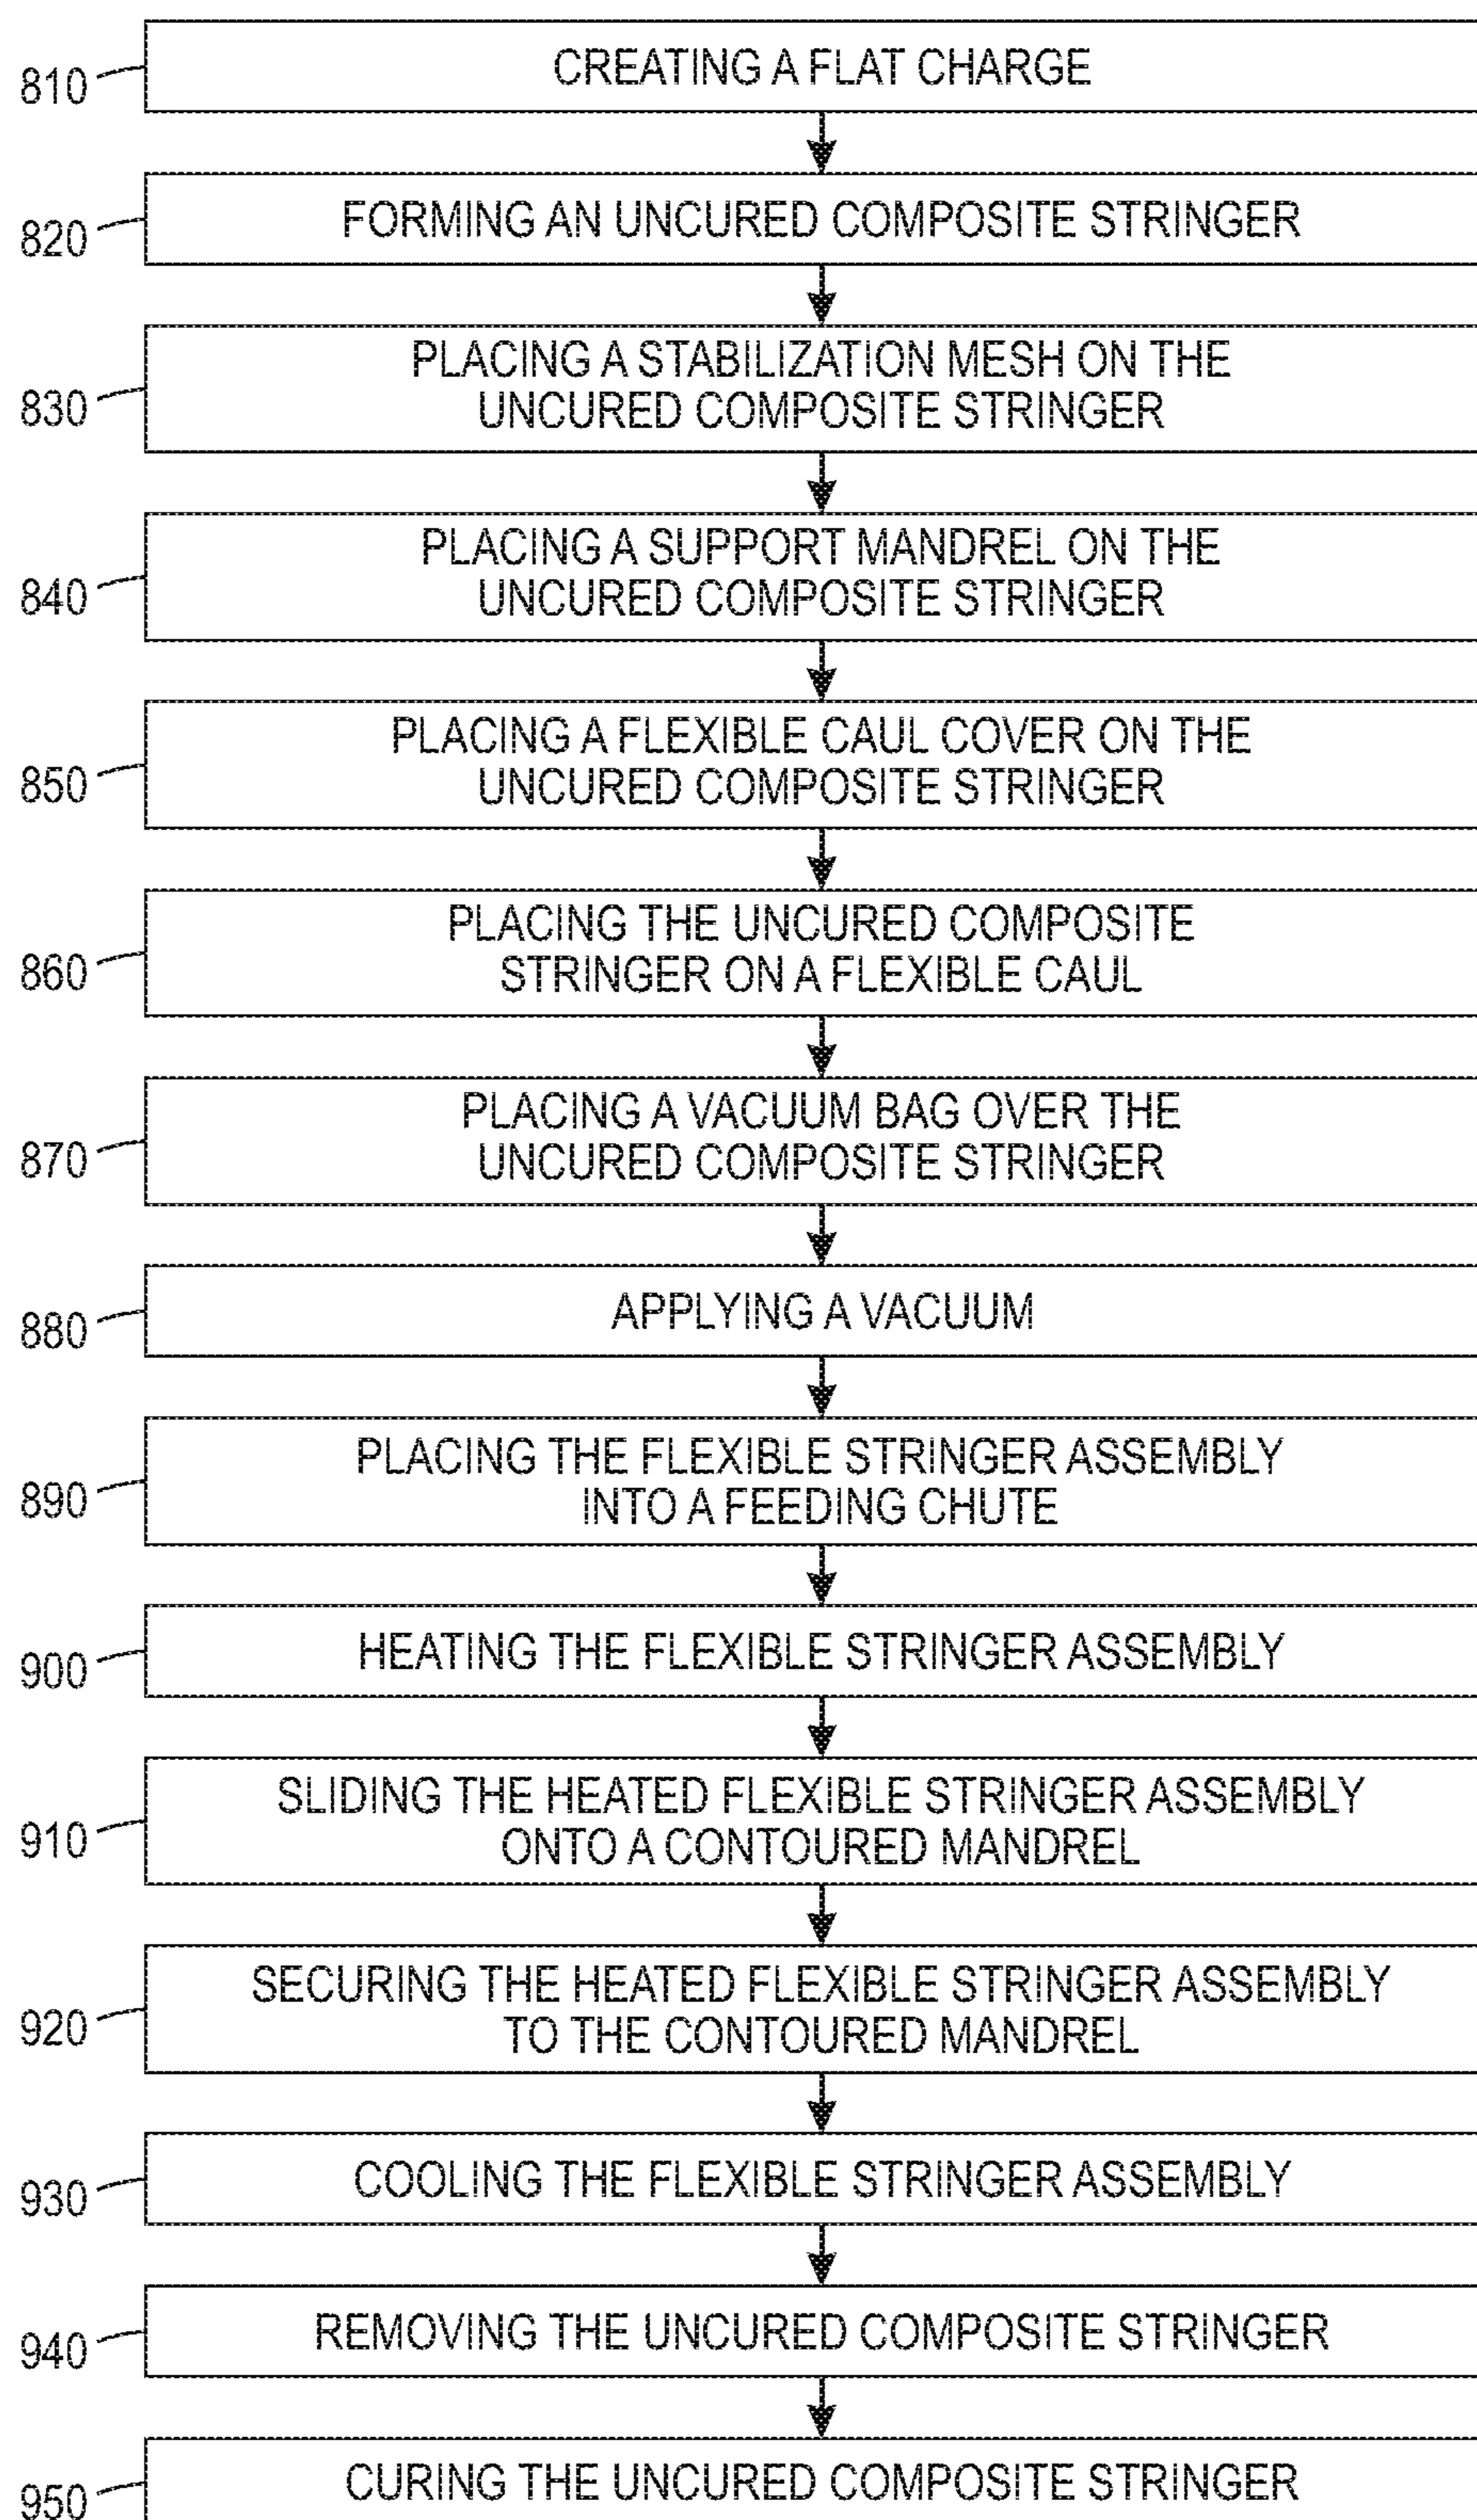 810 CREATING A FLAT CHARGE
820 FORMING AN UNCURED COMPOSITE STRINGER
PLACING A STABILIZATION MESH ON THE
830 UNCURED COMPOSITE STRINGER
PLACING A SUPPORT MANDREL ON THE
840 UNCURED COMPOSITE STRINGER
PLACING A FLEXIBLE CAUL COVER ON THE
850 UNCURED COMPOSITE STRINGER
PLACING THE UNCURED COMPOSITE
860 STRINGER ON A FLEXIBLE CAUL
PLACING A VACUUM BAG OVER THE
870 UNCURED COMPOSITE STRINGER
880 APPLYING A VACUUM
PLACING THE FLEXIBLE STRINGER ASSEMBLY
890 INTO A FEEDING CHUTE
900 HEATING THE FLEXIBLE STRINGER ASSEMBLY
SLIDING THE HEATED FLEXIBLE STRINGER ASSEMBLY
910 ONTO A CONTOURED MANDREL
SECURING THE HEATED FLEXIBLE STRINGER ASSEMBLY
920 TO THE CONTOURED MANDREL
930 COOLING THE FLEXIBLE STRINGER ASSEMBLY
940 REMOVING THE UNCURED COMPOSITE STRINGER
950 CURING THE UNCURED COMPOSITE STRINGER